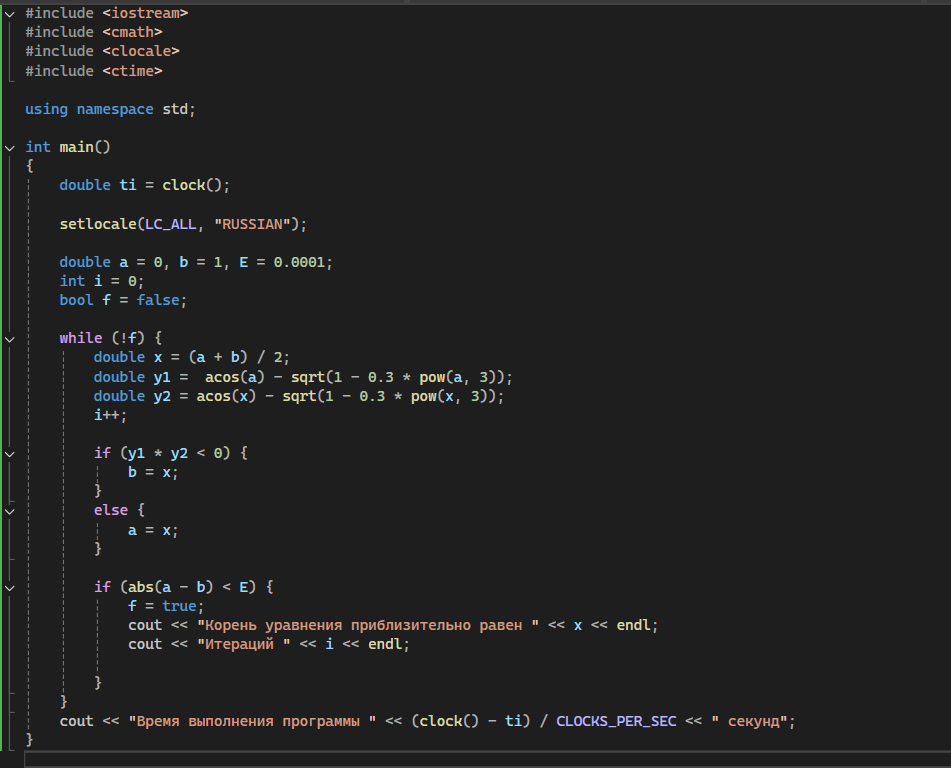 #include <iostream>
#include <cmath>
#include <clocale>
#include <ctime>
using namespace std;
int main()
{
double ti = clock();
setlocale(LC_ALL, "RUSSIAN");
double a = 0, b = 1, E = 0.0001;
int i = 0;
bool f = false;
while (!f) {
double x = (a + b) / 2;
double y1 =  acos(a) - sqrt(1 - 0.3 * pow(a, 3));
double y2 = acos(x) - sqrt(1 - 0.3 * pow(x, 3));
i++;
if (y1 * y2 < 0) {
b = x;
}
else {
a = x;
}
if (abs(a - b) < E) {
f = true;
cout << "Корень уравнения приблизительно равен " << x << endl;
cout << "Итераций " << i << endl;
}
}
cout << "Время выполнения программы " << (clock() - ti) / CLOCKS_PER_SEC << " секунд";
}